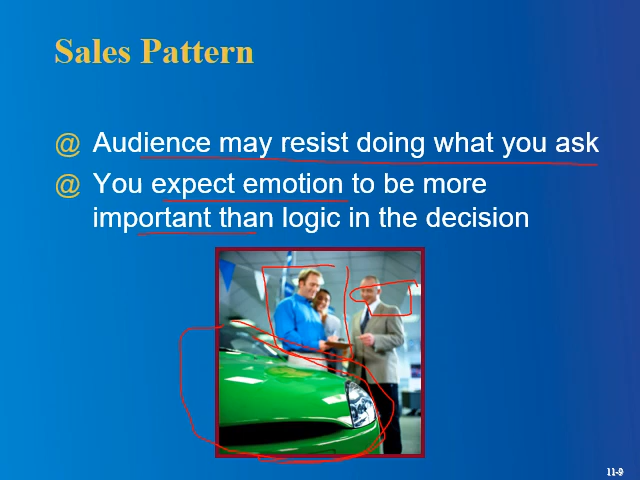 Sales Pattern
@ Audience may resist doing what you ask
@ You expect emotion to be more
important than logic in the decision
11-9